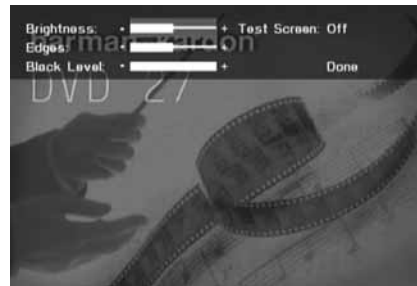 Brightness: - + Test Screen: Off
harman kardon
Edges: - +
Black Level: - + Done
DVD 27